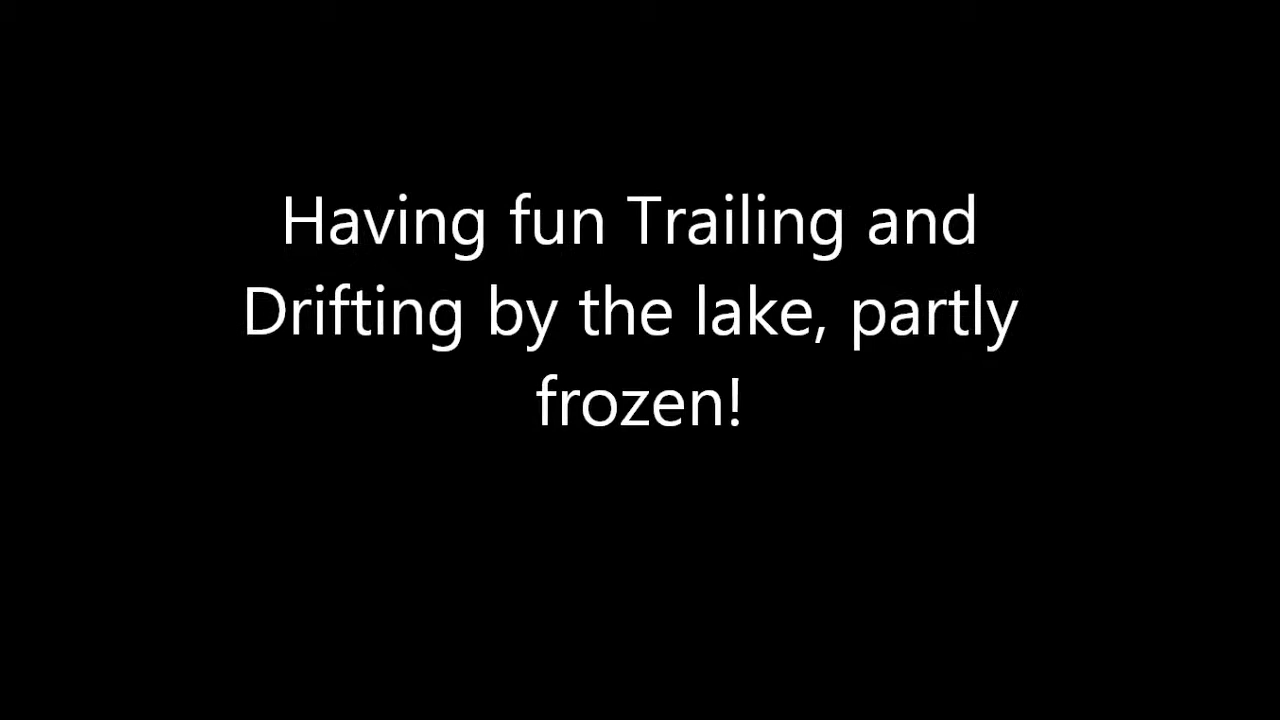 Having fun Trailing and
Drifting by the lake, partly
frozen!